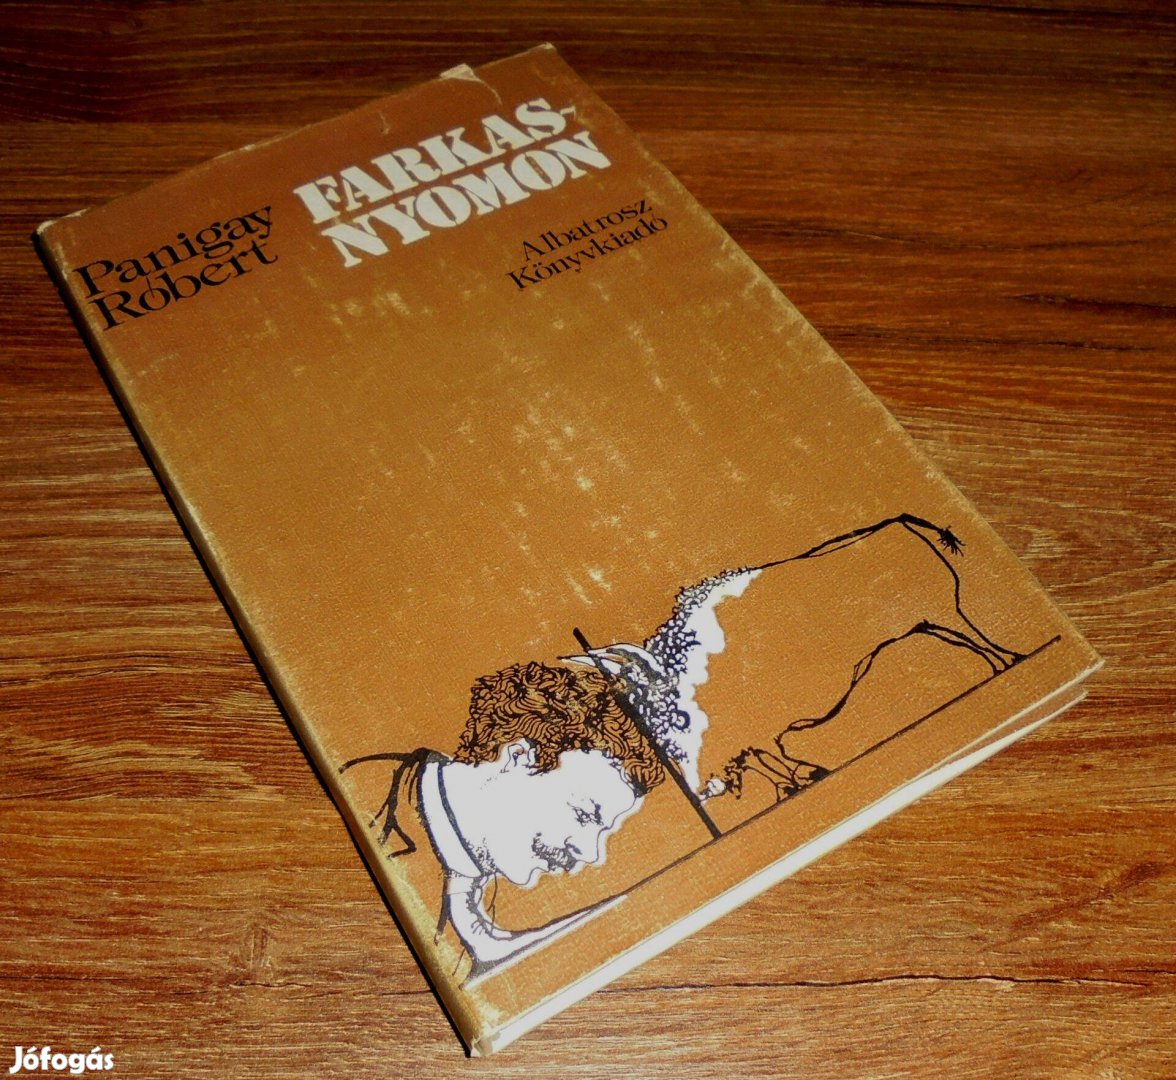 Panigay
Róbert
FARKAS-
NYOMON
Albatrosz
Könyvkiadó
Jófogás